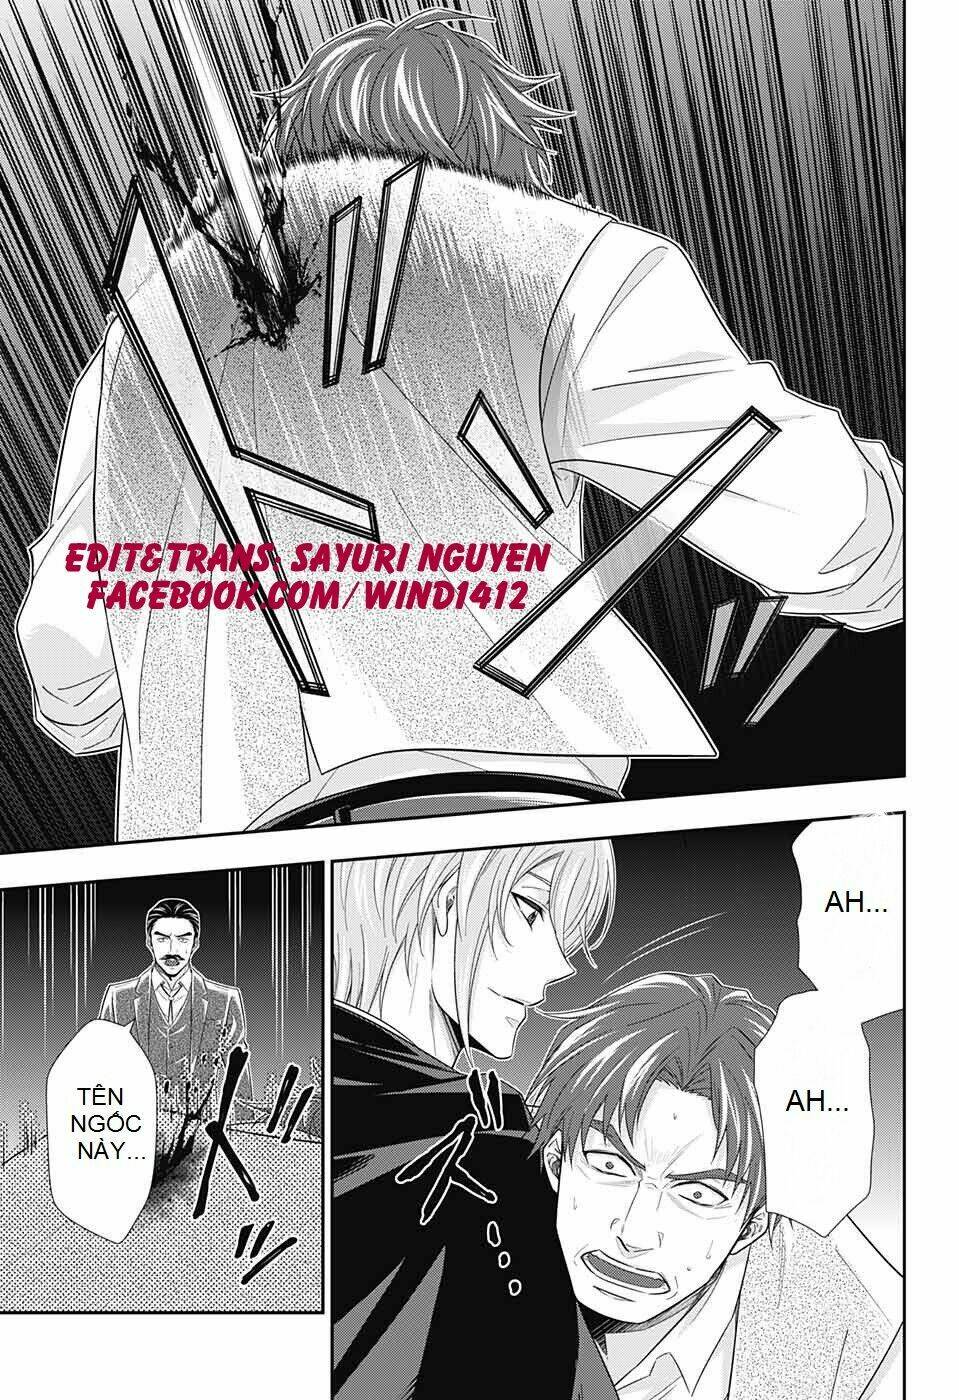 EDIT&TRANS: SAYURI NGUYEN
FACEBOOK.COM/WIND1412
AH...
AH...
TÊN
NGỐC
NÀY...